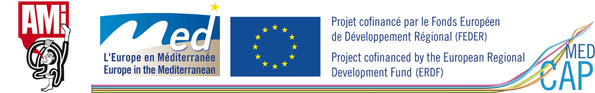 AMi
med
L'Europe en Méditerranée
Europe in the Mediterranean
Projet cofinancé par le Fonds Européen
de Développement Régional (FEDER)
Project cofinanced by the European Regional
Development Fund (ERDF)
MED
CAP